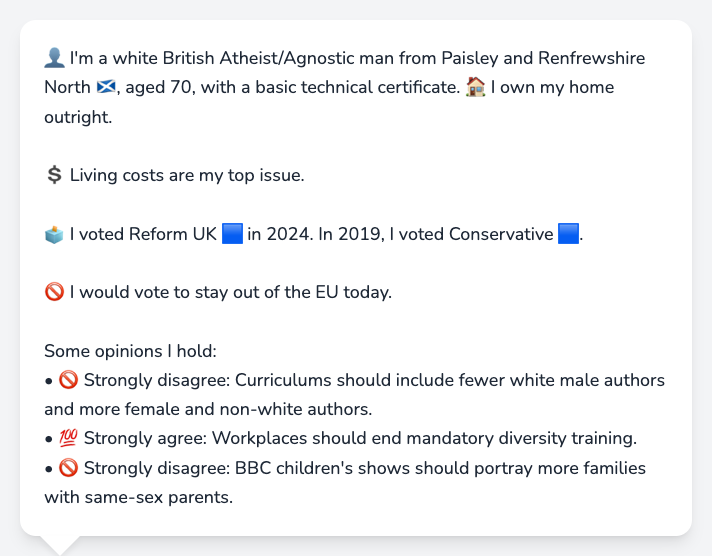 👤 I'm a white British Atheist/Agnostic man from Paisley and Renfrewshire
North 🏴󠁧󠁢󠁳󠁣󠁴󠁿, aged 70, with a basic technical certificate. 🏠 I own my home
outright.
💲 Living costs are my top issue.
🗳️ I voted Reform UK 🟦 in 2024. In 2019, I voted Conservative 🟦.
🚫 I would vote to stay out of the EU today.
Some opinions I hold:
• 🚫 Strongly disagree: Curriculums should include fewer white male authors
and more female and non-white authors.
• 💯 Strongly agree: Workplaces should end mandatory diversity training.
• 🚫 Strongly disagree: BBC children's shows should portray more families
with same-sex parents.